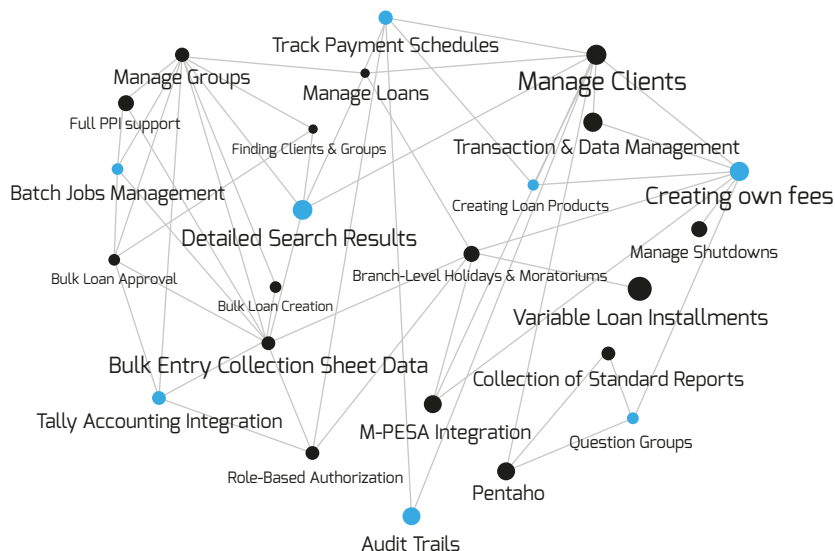 Track Payment Schedules
Manage Groups
Manage Clients
Manage Loans
Full PPI support
Finding Clients & Groups
Transaction & Data Management
Batch Jobs Management
Creating own fees
Creating Loan Products
Detailed Search Results
Manage Shutdowns
Bulk Loan Approval
Branch-Level Holidays & Moratoriums
Bulk Loan Creation
Variable Loan Installments
Bulk Entry Collection Sheet Data
Collection of Standard Reports
Tally Accounting Integration
M-PESA Integration
Question Groups
Role-Based Authorization
Pentaho
Audit Trails